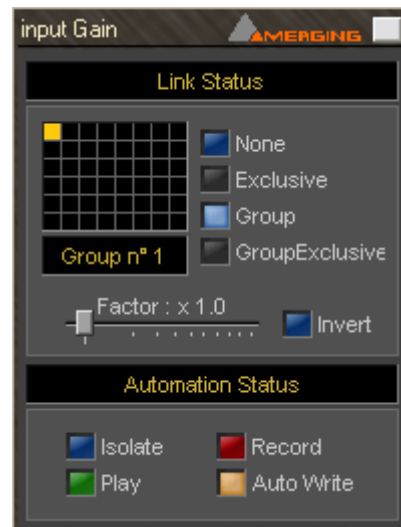 input Gain
MERGING
Link Status
None
Exclusive
Group
GroupExclusive
Group n° 1
Factor : x 1.0
Invert
Automation Status
Isolate
Record
Play
Auto Write